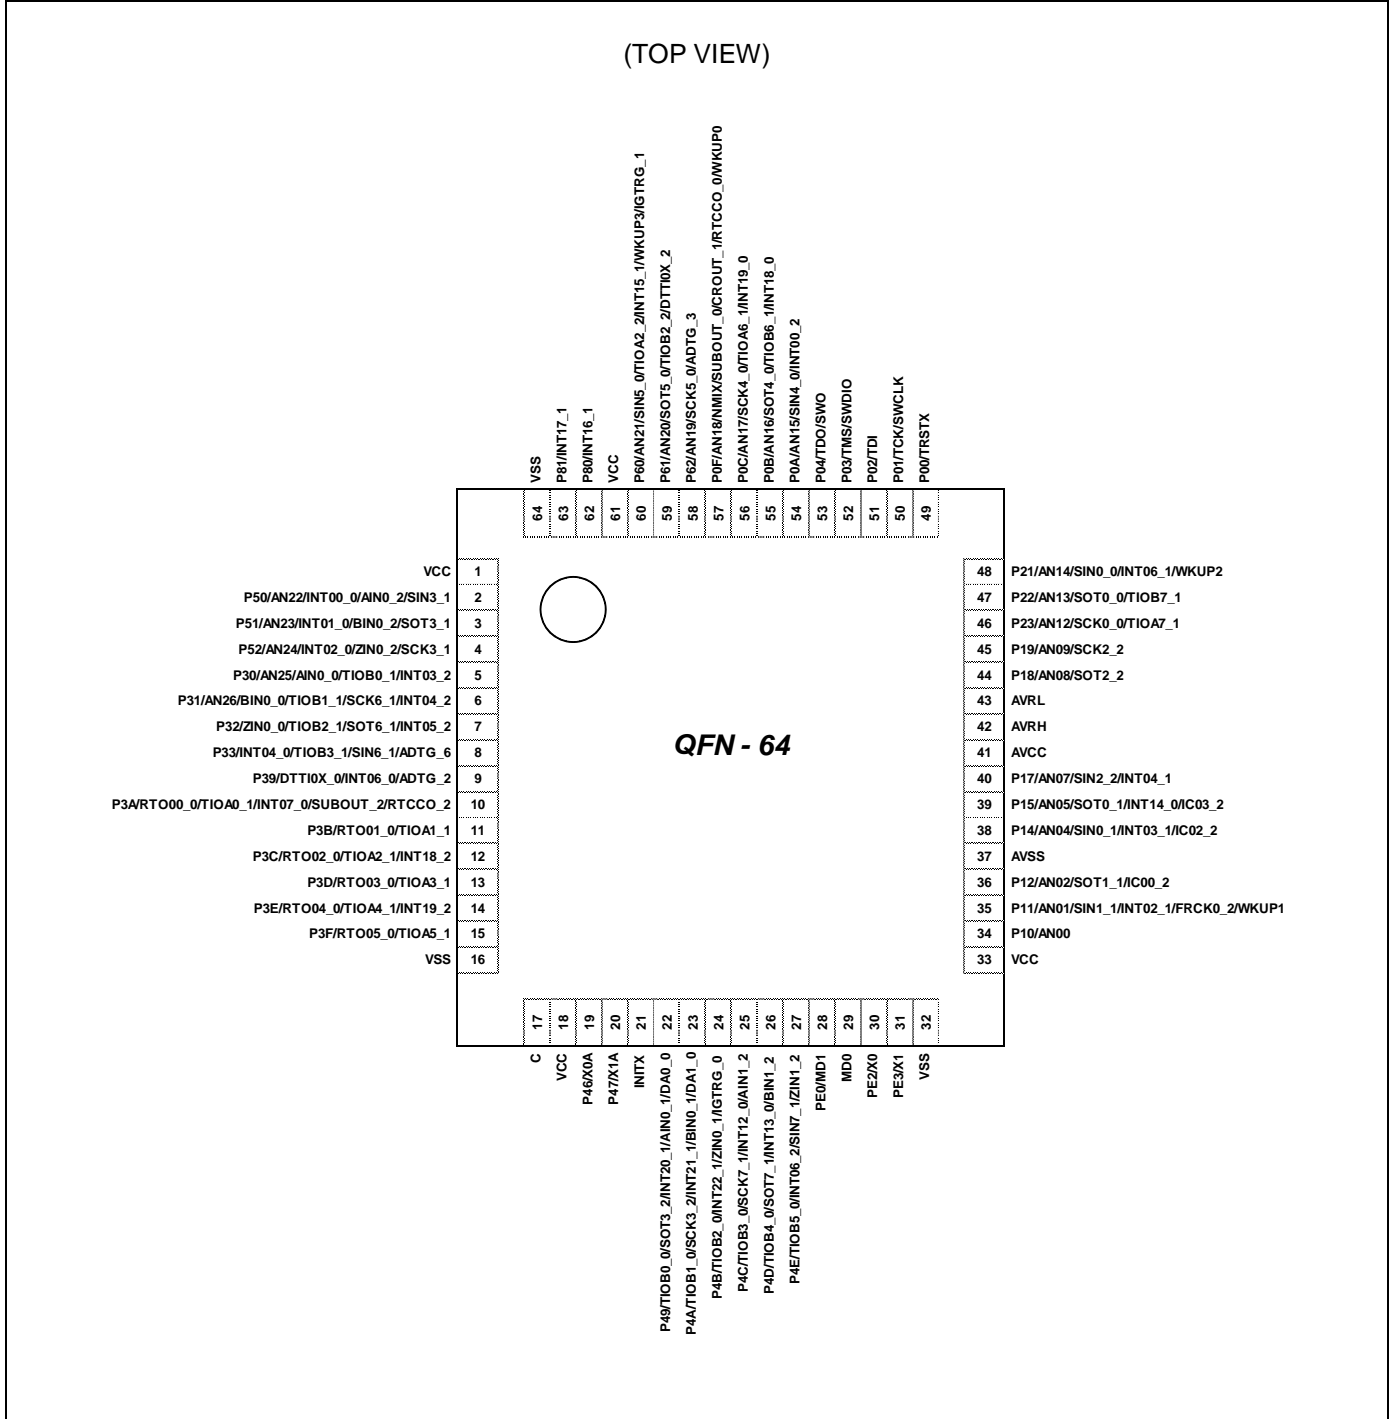 (TOP VIEW)
VSS
P81/INT17_1
P80/INT16_1
VCC
P60/AN21/SIN5_0/TIOA2_2/INT15_1/WKUP3/IGTRG_1
P61/AN20/SOT5_0/TIOB2_2/DTTI0X_2
P62/AN19/SCK5_0/ADTG_3
P0F/AN18/NMIX/SUBOUT_0/CROUT_1/RTCCO_0/WKUP0
P0C/AN17/SCK4_0/TIOA6_1/INT19_0
P0B/AN16/SOT4_0/TIOB6_1/INT18_0
P0A/AN15/SIN4_0/INT00_2
P04/TDO/SWO
P03/TMS/SWDIO
P02/TDI
P01/TCK/SWCLK
P00/TRSTX
64
63
62
61
60
59
58
57
56
55
54
53
52
51
50
49
VCC 1
P50/AN22/INT00_0/AIN0_2/SIN3_1 2
P51/AN23/INT01_0/BIN0_2/SOT3_1 3
P52/AN24/INT02_0/ZIN0_2/SCK3_1 4
P30/AN25/AIN0_0/TIOB0_1/INT03_2 5
P31/AN26/BIN0_0/TIOB1_1/SCK6_1/INT04_2 6
P32/ZIN0_0/TIOB2_1/SOT6_1/INT05_2 7
P33/INT04_0/TIOB3_1/SIN6_1/ADTG_6 8
P39/DTTI0X_0/INT06_0/ADTG_2 9
P3A/RTO00_0/TIOA0_1/INT07_0/SUBOUT_2/RTCCO_2 10
P3B/RTO01_0/TIOA1_1 11
P3C/RTO02_0/TIOA2_1/INT18_2 12
P3D/RTO03_0/TIOA3_1 13
P3E/RTO04_0/TIOA4_1/INT19_2 14
P3F/RTO05_0/TIOA5_1 15
VSS 16
QFN - 64
48 P21/AN14/SIN0_0/INT06_1/WKUP2
47 P22/AN13/SOT0_0/TIOB7_1
46 P23/AN12/SCK0_0/TIOA7_1
45 P19/AN09/SCK2_2
44 P18/AN08/SOT2_2
43 AVRL
42 AVRH
41 AVCC
40 P17/AN07/SIN2_2/INT04_1
39 P15/AN05/SOT0_1/INT14_0/IC03_2
38 P14/AN04/SIN0_1/INT03_1/IC02_2
37 AVSS
36 P12/AN02/SOT1_1/IC00_2
35 P11/AN01/SIN1_1/INT02_1/FRCK0_2/WKUP1
34 P10/AN00
33 VCC
17
18
19
20
21
22
23
24
25
26
27
28
29
30
31
32
C
VCC
P46/X0A
P47/X1A
INITX
P49/TIOB0_0/SOT3_2/INT20_1/AIN0_1/DA0_0
P4A/TIOB1_0/SCK3_2/INT21_1/BIN0_1/DA1_0
P4B/TIOB2_0/INT22_1/ZIN0_1/IGTRG_0
P4C/TIOB3_0/SCK7_1/INT12_0/AIN1_2
P4D/TIOB4_0/SOT7_1/INT13_0/BIN1_2
P4E/TIOB5_0/INT06_2/SIN7_1/ZIN1_2
PE0/MD1
MD0
PE2/X0
PE3/X1
VSS